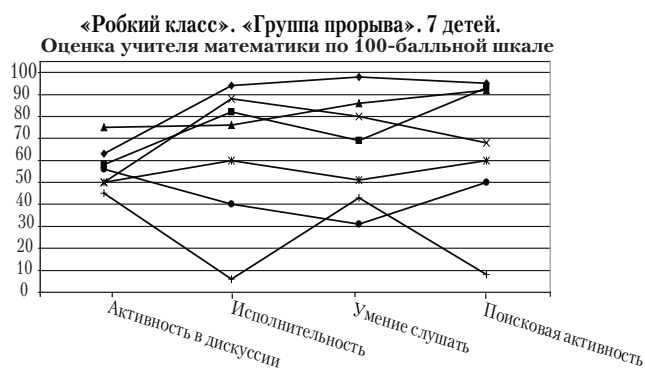 «Робкий класс». «Группа прорыва». 7 детей.
Оценка учителя математики по 100-балльной шкале
100
90
80
70
60
50
40
30
20
10
0
Активность в дискуссии
Исполнительность
Умение слушать
Поисковая активность